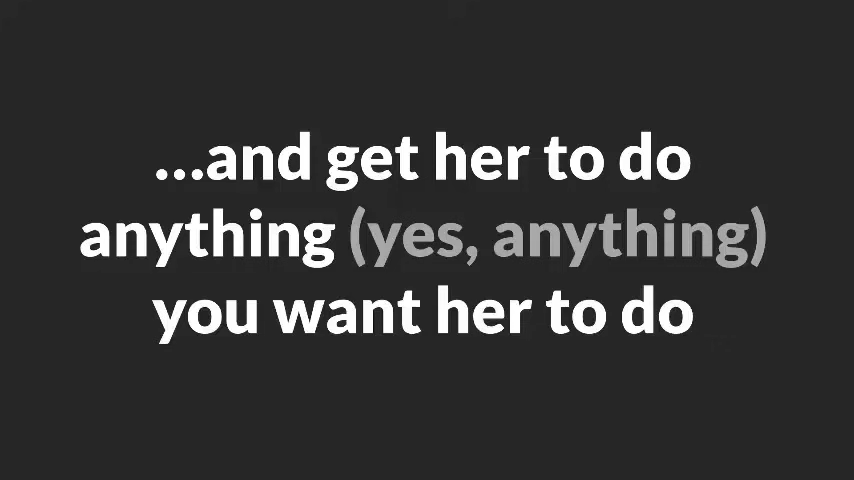 ...and get her to do
anything (yes, anything)
you want her to do